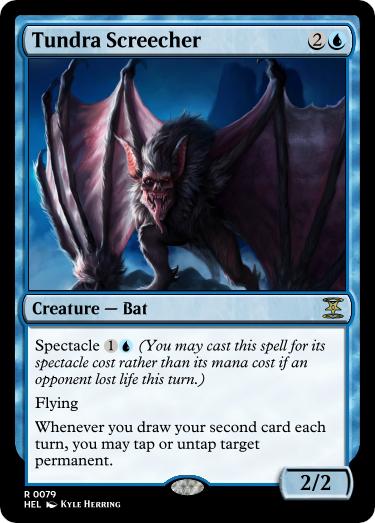 Tundra Screecher 2
Creature — Bat
Spectacle 1 (You may cast this spell for its
spectacle cost rather than its mana cost if an
opponent lost life this turn.)
Flying
Whenever you draw your second card each
turn, you may tap or untap target
permanent.
2/2
R 0079
HEL Kyle Herring